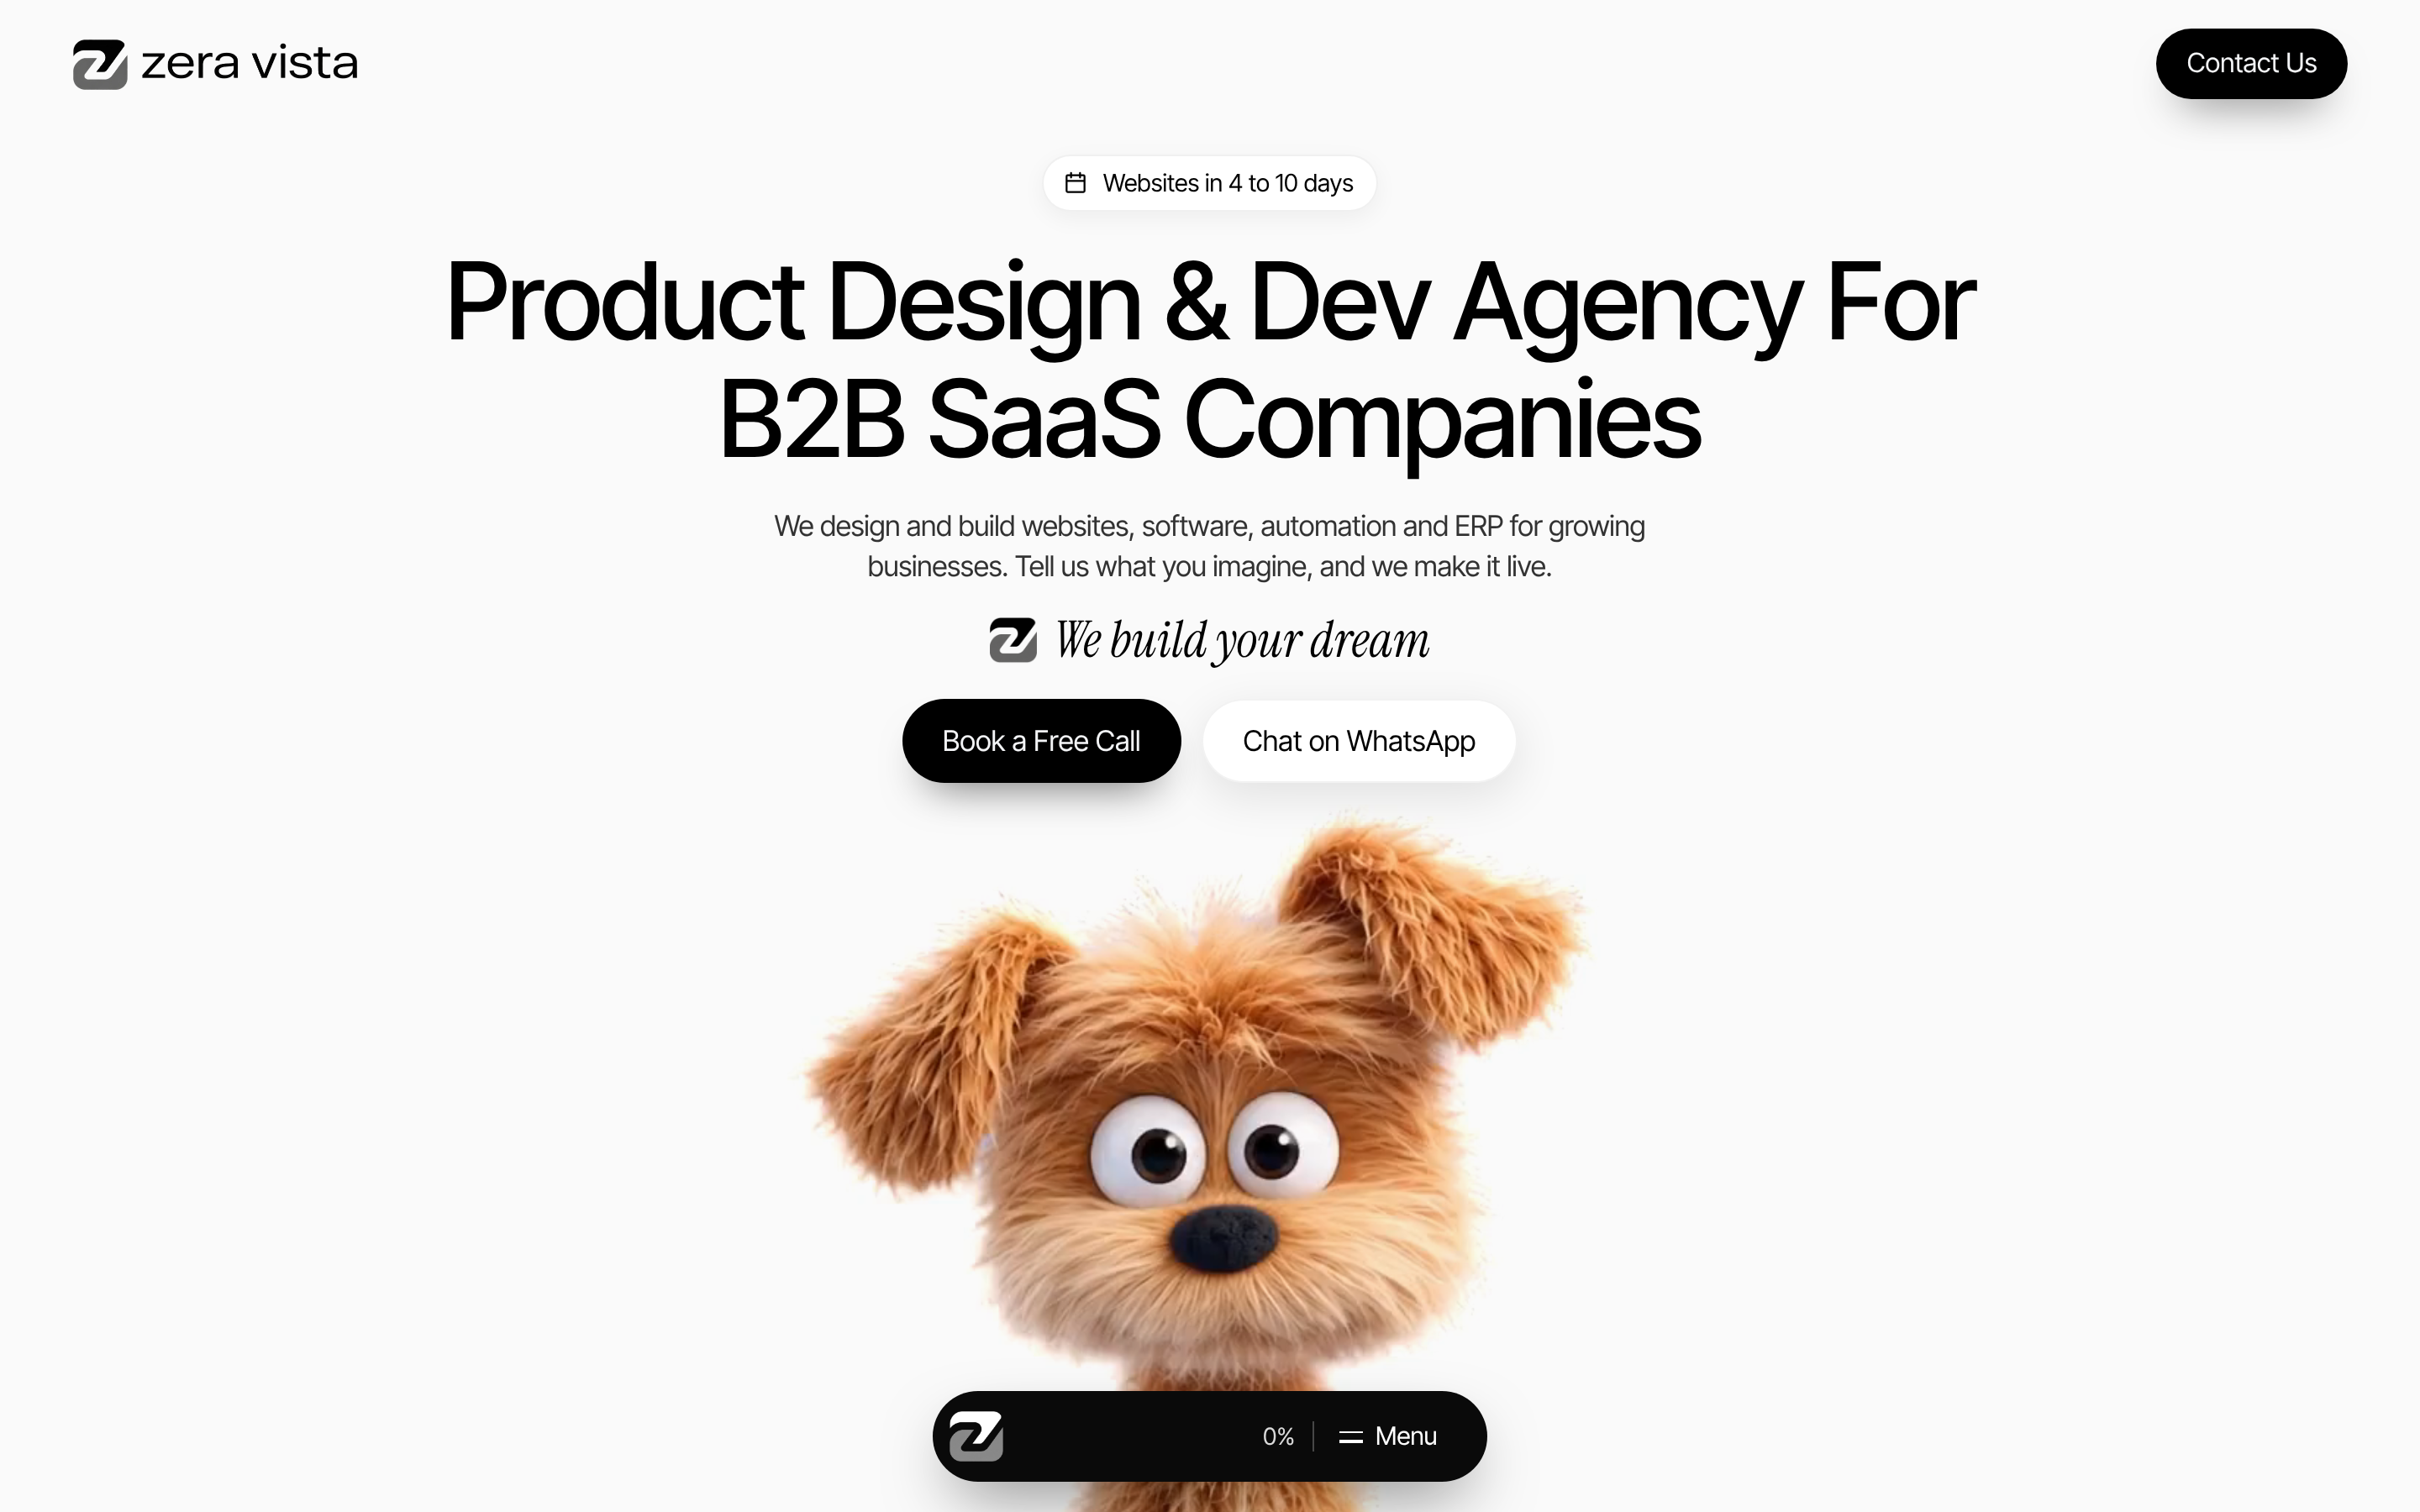 zera vista
Contact Us
Websites in 4 to 10 days
Product Design & Dev Agency For
B2B SaaS Companies
We design and build websites, software, automation and ERP for growing
businesses. Tell us what you imagine, and we make it live.
We build your dream
Book a Free Call
Chat on WhatsApp
0%
Menu